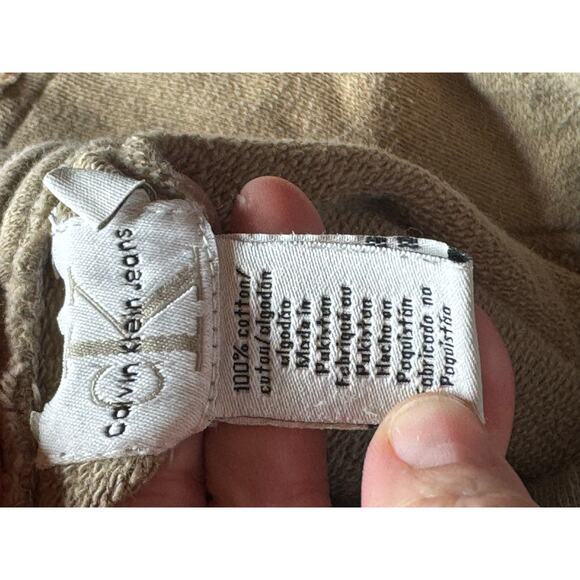 CK
Calvin Klein Jeans
100% cotton/
coton/algodón
algodão
Made in
Pakistan
Fabriqué au
Pakistan
Hecho en
Paquistán
Fabricado no
Paquistão